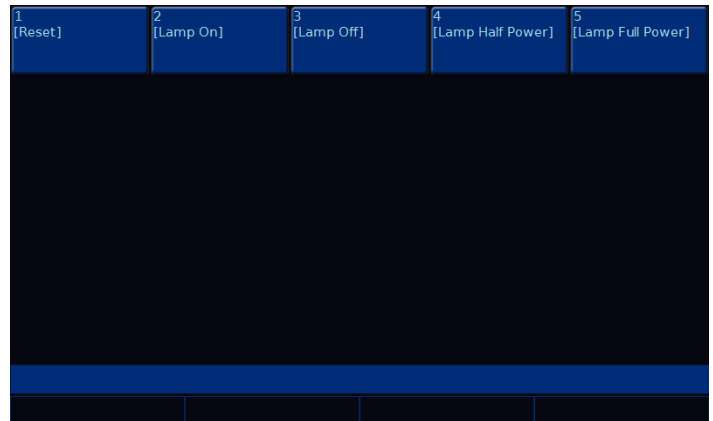 1
[Reset]
2
[Lamp On]
3
[Lamp Off]
4
[Lamp Half Power]
5
[Lamp Full Power]